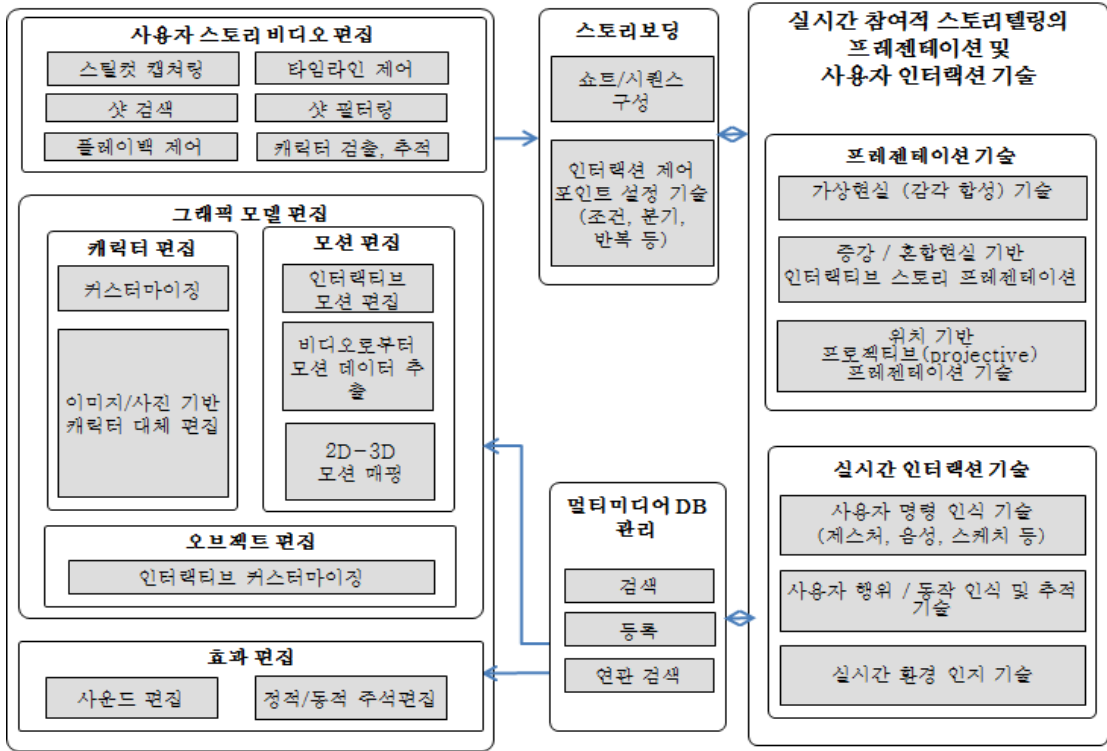 사용자 스토리 비디오 편집
스틸컷 캡쳐링
타임라인 제어
샷 검색
샷 필터링
플레이백 제어
캐릭터 검출, 추적
그래픽 모델 편집
캐릭터 편집
커스터마이징
이미지/사진 기반
캐릭터 대체 편집
모션 편집
인터랙티브
모션 편집
비디오로부터
모션 데이터 추
출
2D-3D
모션 매핑
오브젝트 편집
인터랙티브 커스터마이징
효과 편집
사운드 편집
정적/동적 주석편집
스토리보딩
쇼트/시퀀스
구성
인터랙션 제어
포인트 설정 기술
(조건, 분기,
반복 등)
멀티미디어 DB
관리
검색
등록
연관 검색
실시간 참여적 스토리텔링의
프레젠테이션 및
사용자 인터랙션 기술
프레젠테이션 기술
가상현실 (감각 합성) 기술
증강 / 혼합현실 기반
인터랙티브 스토리 프레젠테이션
위치 기반
프로젝티브(projective)
프레젠테이션 기술
실시간 인터랙션 기술
사용자 명령 인식 기술
(제스처, 음성, 스케치 등)
사용자 행위 / 동작 인식 및 추적
기술
실시간 환경 인지 기술